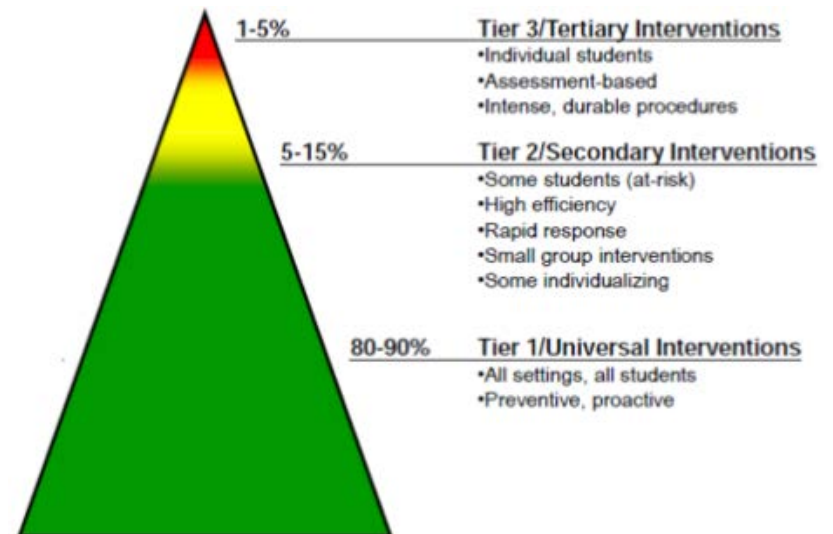 1-5% Tier 3/Tertiary Interventions
•Individual students
•Assessment-based
•Intense, durable procedures
5-15% Tier 2/Secondary Interventions
•Some students (at-risk)
•High efficiency
•Rapid response
•Small group interventions
•Some individualizing
80-90% Tier 1/Universal Interventions
•All settings, all students
•Preventive, proactive